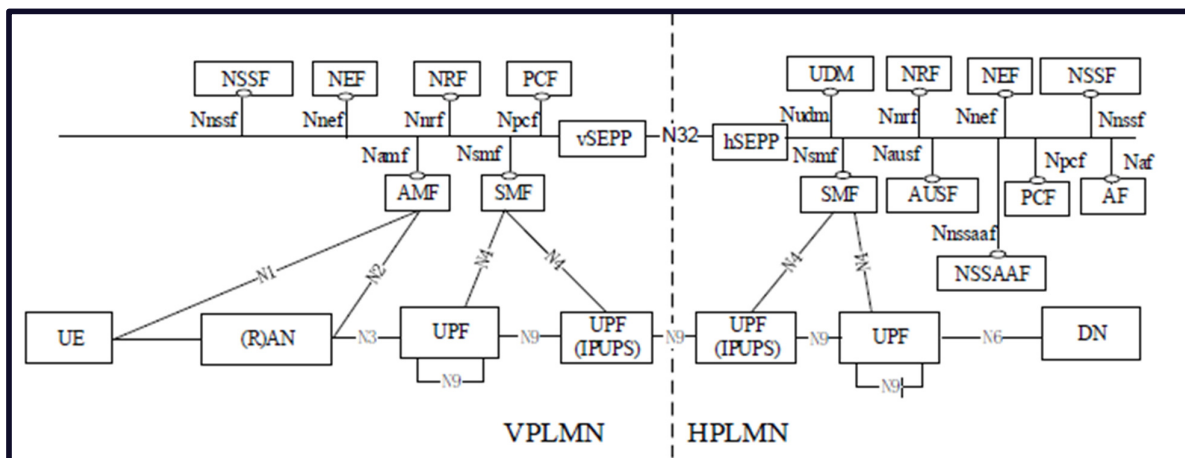 NSSF NEF NRF PCF UDM NRF NEF NSSF
Nnssf Nnef Nnrf Npcf Nudm Nnrf Nnef Nnssf
vSEPP N32 hSEPP
Namf Nsmf Nsmf Nausf Npcf Naf
AMF SMF SMF AUSF PCF AF
Nnssaaf
N1 N2 N4 N4 N4 N4
NSSAAF
UE (R)AN N3 UPF N9 UPF (IPUPS) N9 UPF (IPUPS) N9 UPF N6 DN
N9 N9
VPLMN HPLMN